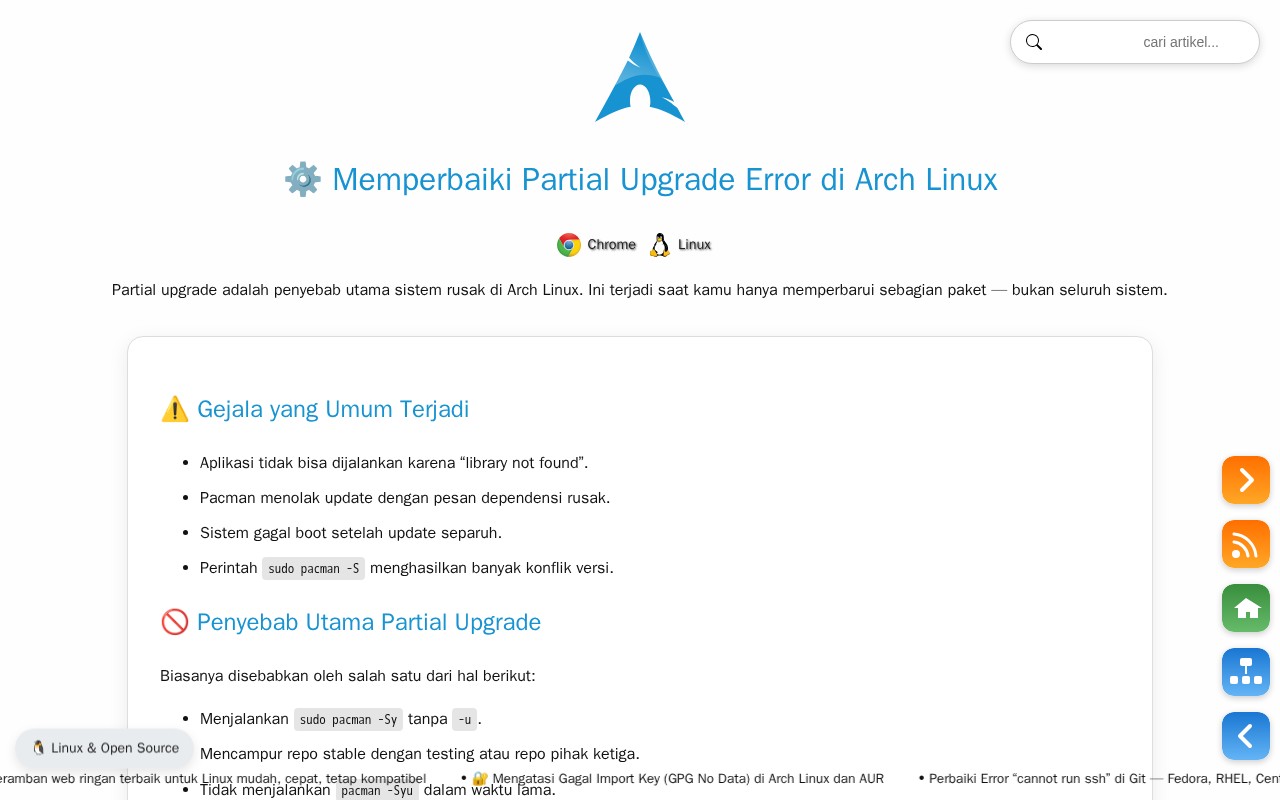 cari artikel...
Memperbaiki Partial Upgrade Error di Arch Linux
Chrome Linux
Partial upgrade adalah penyebab utama sistem rusak di Arch Linux. Ini terjadi saat kamu hanya memperbarui sebagian paket — bukan seluruh sistem.
Gejala yang Umum Terjadi
• Aplikasi tidak bisa dijalankan karena “library not found”.
• Pacman menolak update dengan pesan dependensi rusak.
• Sistem gagal boot setelah update separuh.
• Perintah sudo pacman -S menghasilkan banyak konflik versi.
Penyebab Utama Partial Upgrade
Biasanya disebabkan oleh salah satu dari hal berikut:
• Menjalankan sudo pacman -Sy tanpa -u.
Mencampur repo stable dengan testing atau repo pihak ketiga.
• Tidak menjalankan pacman -Syu dalam waktu lama.
Linux & Open Source
eramban web ringan terbaik untuk Linux mudah, cepat, tetap kompatibel • Mengatasi Gagal Import Key (GPG No Data) di Arch Linux dan AUR • Perbaiki Error “cannot run ssh” di Git — Fedora, RHEL, Cen